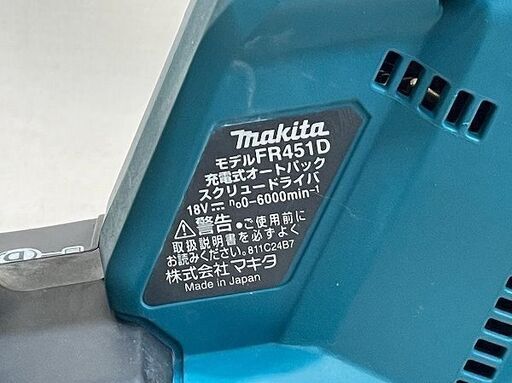 makita
モデルFR451D
充電式オートパック
スクリュードライバ
18V⎓ n₀0-6000min⁻¹
⚠警告●ご使用前に
取扱説明書を必ずよく
お読みください。811C24B7
株式会社マキタ
Made in Japan